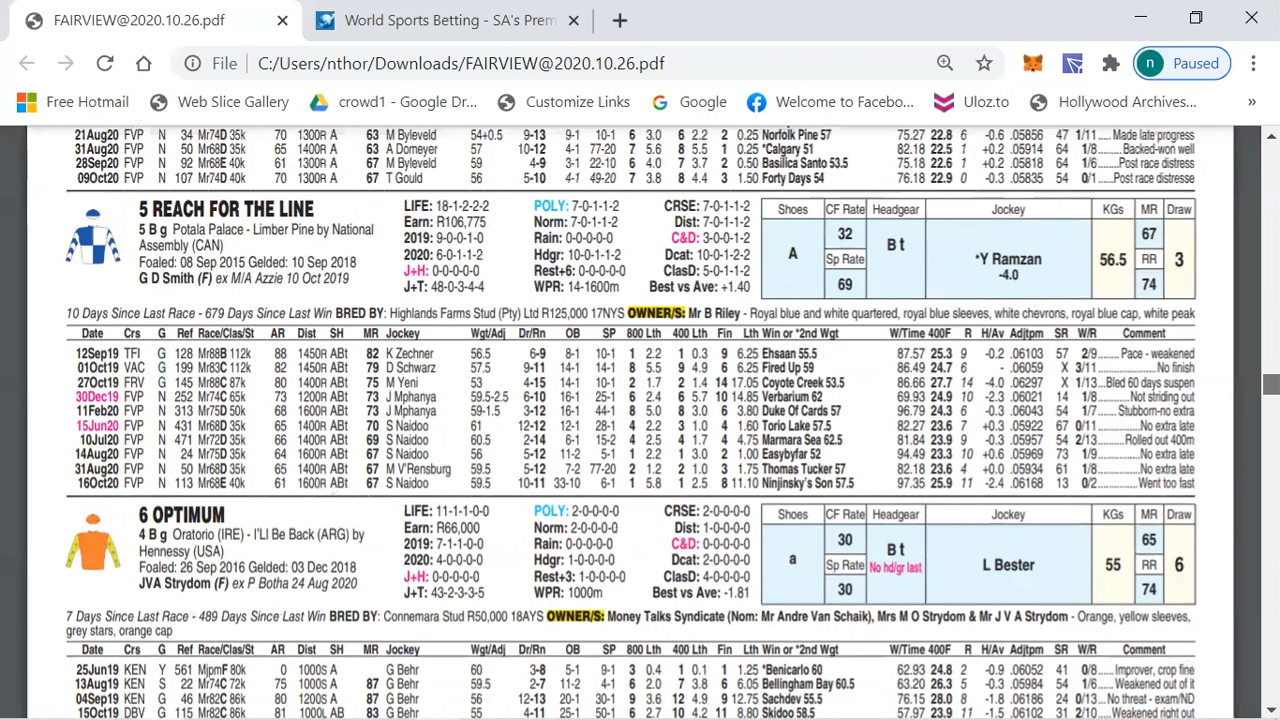 FAIRVIEW@2020.10.26.pdf
World Sports Betting - SA's Prem
File C:/Users/nthor/Downloads/FAIRVIEW@2020.10.26.pdf n Paused
Free Hotmail Web Slice Gallery crowd1 - Google Dr... Customize Links Google Welcome to Facec... Uloz.to Hollywood Archives... »
21Aug20 FVP N 34 Mr74D 35k 70 1300R A 63 M Byleveld 54+0.5 9-13 9-1 10-1 6 3.0 6 2.2 2 0.25 Norfolk Pine 57 75.27 22.8 6 -0.6 .05856 47 1/11 Made late progress
31Aug20 FVP N 50 Mr68D 35k 65 1400R A 63 A Domeyer 57 10-12 4-1 77-20 7 5.6 8 5.5 1 0.25 *Calgary 51 82.18 22.5 1 +0.2 .05914 64 1/8 Backed-won well
28Sep20 FVP N 92 Mr68E 40k 61 1300R A 67 M Byleveld 59 4-9 3-1 22-10 6 4.0 7 3.7 2 0.50 Basilica Santo 53.5 75.18 22.6 1 +0.2 .05818 64 1/6 Post race distress
09Oct20 FVP N 107 Mr74D 40k 70 1300R A 67 T Gould 56 5-10 4-1 49-20 7 3.8 8 4.4 3 1.50 Forty Days 54 76.18 22.9 0 -0.3 .05835 54 0/1 Post race distresse
5 REACH FOR THE LINE
5 B g Potala Palace - Limber Pine by National
Assembly (CAN)
Foaled: 08 Sep 2015 Gelded: 10 Sep 2018
G D Smith (F) ex M/A Azzie 10 Oct 2019
LIFE: 18-1-2-2-2 POLY: 7-0-1-1-2 CRSE: 7-0-1-1-2
Earn: R106,775 Norm: 7-0-1-1-2 Dist: 7-0-1-1-2
2019: 9-0-0-1-0 Rain: 0-0-0-0-0 C&D: 3-0-0-1-2
2020: 6-0-1-1-2 Hdgr: 10-0-1-2-2 Dcat: 10-0-1-2-2
J+H: 0-0-0-0-0 Rest+6: 0-0-0-0-0 ClasD: 5-0-1-1-2
J+T: 48-0-3-4-4 WPR: 14-1600m Best vs Ave: +1.40
Shoes CF Rate Headgear Jockey KGs MR Draw
A 32 B t *Y Ramzan 56.5 67 3
Sp Rate -4.0 RR
69 74
10 Days Since Last Race - 679 Days Since Last Win BRED BY: Highlands Farms Stud (Pty) Ltd R125,000 17NYS OWNER/S: Mr B Riley - Royal blue and white quartered, royal blue sleeves, white chevrons, royal blue cap, white peak
Date Crs Ref Race/Clas/St AR Dist SH MR Jockey Wgt/Adj Dr/Rn OB SP 800 Lth 400 Lth Fin Lth Win or *2nd Wgt W/Time 400F R H/Av Adjtpm SR W/R Comment
12Sep19 TFI G 128 Mr88B 112k 88 1450R ABt 82 K Zechner 56.5 6-9 8-1 10-1 1 2.2 1 0.3 9 6.25 Ehsaan 55.5 87.57 25.3 9 -0.2 .06103 57 2/9 Pace - weakened
01Oct19 VAC G 199 Mr83C 112k 82 1450R ABt 79 D Schwarz 57.5 9-11 14-1 14-1 8 5.5 9 4.9 6 6.25 Fired Up 59 86.49 24.7 6 - .06059 X 3/11 No finish
27Oct19 FRV G 145 Mr88C 87k 80 1400R ABt 75 M Yeni 53 4-15 14-1 10-1 2 1.7 2 1.4 14 17.05 Coyote Creek 53.5 86.66 27.7 14 -4.0 .06297 X 1/13 Bled 60 days suspen
30Dec19 FVP N 252 Mr74C 65k 73 1200R ABt 73 J Mphanya 59.5-2.5 6-10 16-1 25-1 2 6.4 6 5.7 10 14.85 Verbarium 62 69.93 24.9 10 -2.3 .06021 14 1/8 Not striding out
11Feb20 FVP N 313 Mr75D 50k 68 1600R ABt 73 J Mphanya 59-1.5 3-12 16-1 44-1 8 5.0 8 3.0 6 3.80 Duke Of Cards 57 96.79 24.3 6 -0.3 .06043 54 1/7 Stubborn-no extra
15Jun20 FVP N 431 Mr68D 35k 65 1400R ABt 70 S Naidoo 61 12-12 12-1 28-1 4 2.2 3 1.0 4 1.60 Torio Lake 57.5 82.27 23.6 7 +0.3 .05922 67 0/11 No extra late
10Jul20 FVP N 471 Mr72D 35k 66 1400R ABt 69 S Naidoo 60.5 2-14 6-1 15-2 4 2.5 4 1.7 4 4.75 Marmara Sea 62.5 81.84 23.9 9 -0.3 .05957 54 2/13 Rolled out 400m
14Aug20 FVP N 24 Mr75D 35k 64 1600R ABt 67 S Naidoo 56 5-12 11-2 5-1 1 2.2 1 3.0 2 1.00 Easybyfar 52 94.49 23.3 10 +0.6 .05969 73 1/9 No extra late
31Aug20 FVP N 50 Mr68D 35k 65 1400R ABt 67 M V'Rensburg 59.5 5-12 7-2 77-20 2 1.2 1 1.0 3 1.75 Thomas Tucker 57 82.18 23.6 4 +0.0 .05934 61 1/8 No extra late
16Oct20 FVP N 113 Mr68E 40k 61 1600R ABt 67 S Naidoo 59.5 10-11 33-10 6-1 1 5.8 1 2.5 8 11.10 Ninjinsky's Son 57.5 97.35 25.9 11 -2.4 .06168 13 0/2 Went too fast
6 OPTIMUM
4 B g Oratorio (IRE) - I'Ll Be Back (ARG) by
Hennessy (USA)
Foaled: 26 Sep 2016 Gelded: 03 Dec 2018
JVA Strydom (F) ex P Botha 24 Aug 2020
LIFE: 11-1-1-0-0 POLY: 2-0-0-0-0 CRSE: 2-0-0-0-0
Earn: R66,000 Norm: 2-0-0-0-0 Dist: 1-0-0-0-0
2019: 7-1-1-0-0 Rain: 0-0-0-0-0 C&D: 0-0-0-0-0
2020: 4-0-0-0-0 Hdgr: 1-0-0-0-0 Dcat: 2-0-0-0-0
J+H: 0-0-0-0-0 Rest+3: 1-0-0-0-0 ClasD: 4-0-0-0-0
J+T: 43-2-3-3-5 WPR: 1000m Best vs Ave: -1.81
Shoes CF Rate Headgear Jockey KGs MR Draw
a 30 B t L Bester 55 65 6
Sp Rate No hd/gr last RR
30 74
7 Days Since Last Race - 489 Days Since Last Win BRED BY: Connemara Stud R50,000 18AYS OWNER/S: Money Talks Syndicate (Nom: Mr Andre Van Schaik), Mrs M O Strydom & Mr J V A Strydom - Orange, yellow sleeves,
grey stars, orange cap
Date Crs Ref Race/Clas/St AR Dist SH MR Jockey Wgt/Adj Dr/Rn OB SP 800 Lth 400 Lth Fin Lth Win or *2nd Wgt W/Time 400F R H/Av Adjtpm SR W/R Comment
25Jun19 KEN Y 561 MjpmF 80k 0 1000S A G Behr 60 3-8 5-1 9-1 3 0.4 1 0.1 1 1.25 *Benicarlo 60 62.93 24.8 2 -0.9 .06052 41 0/8 Improver, crop fine
13Aug19 KEN S 22 Mr74C 72k 75 1000S A 87 G Behr 59.5 2-7 11-2 4-1 6 2.0 7 3.8 6 6.05 Bellingham Bay 60.5 63.20 26.3 5 -0.3 .05984 54 1/6 Weakened out of it
04Sep19 KEN G 46 Mr82C 86k 86 1200S A 87 G Behr 59 12-13 20-1 30-1 9 3.6 12 4.9 9 12.75 Sachdev 55.5 76.15 28.0 8 -1.8 .06186 24 0/13 No threat - exam/ND
15Oct19 DBV G 115 Mr82C 86k 81 1000L AB 83 G Behr 55 4-11 25-1 50-1 6 2.7 10 4.2 11 8.80 Skidoo 58.5 57.97 23.9 11 -1.5 .06102 2/10 Weakened right out